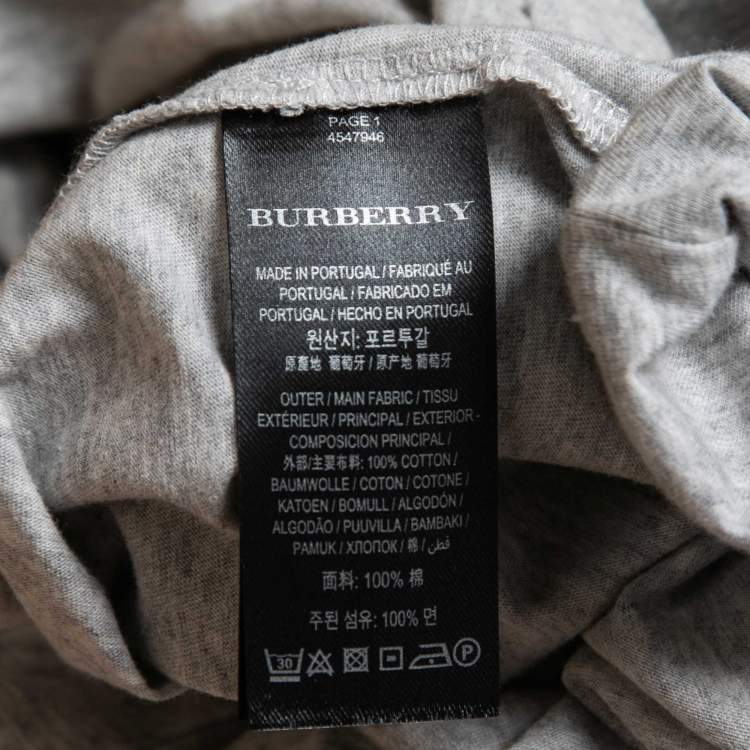 PAGE 1
4547946
BURBERRY
MADE IN PORTUGAL / FABRIQUÉ AU
PORTUGAL / FABRICADO EM
PORTUGAL / HECHO EN PORTUGAL
원산지: 포르투갈
原產地 葡萄牙 / 原产地 葡萄牙
OUTER / MAIN FABRIC / TISSU
EXTÉRIEUR / PRINCIPAL / EXTERIOR -
COMPOSICION PRINCIPAL /
外部/主要布料: 100% COTTON /
BAUMWOLLE / COTON / COTONE /
KATOEN / BOMULL / ALGODÓN /
ALGODÃO / PUUVILLA / BAMBAKI /
PAMUK / ХЛОПОК / 棉 / قطن /
面料: 100% 棉
주된 섬유: 100% 면
30 P